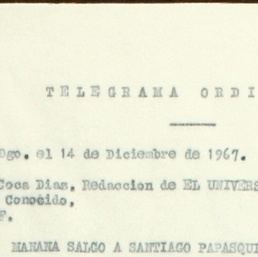 TELEGRAMA ORDI
Dgo. el 14 de Diciembre de 1967.
Coca Dias, Redaccion de EL UNIVERS
Conocido,
F.
MANANA SALGO A SANTIAGO PAPASQUI